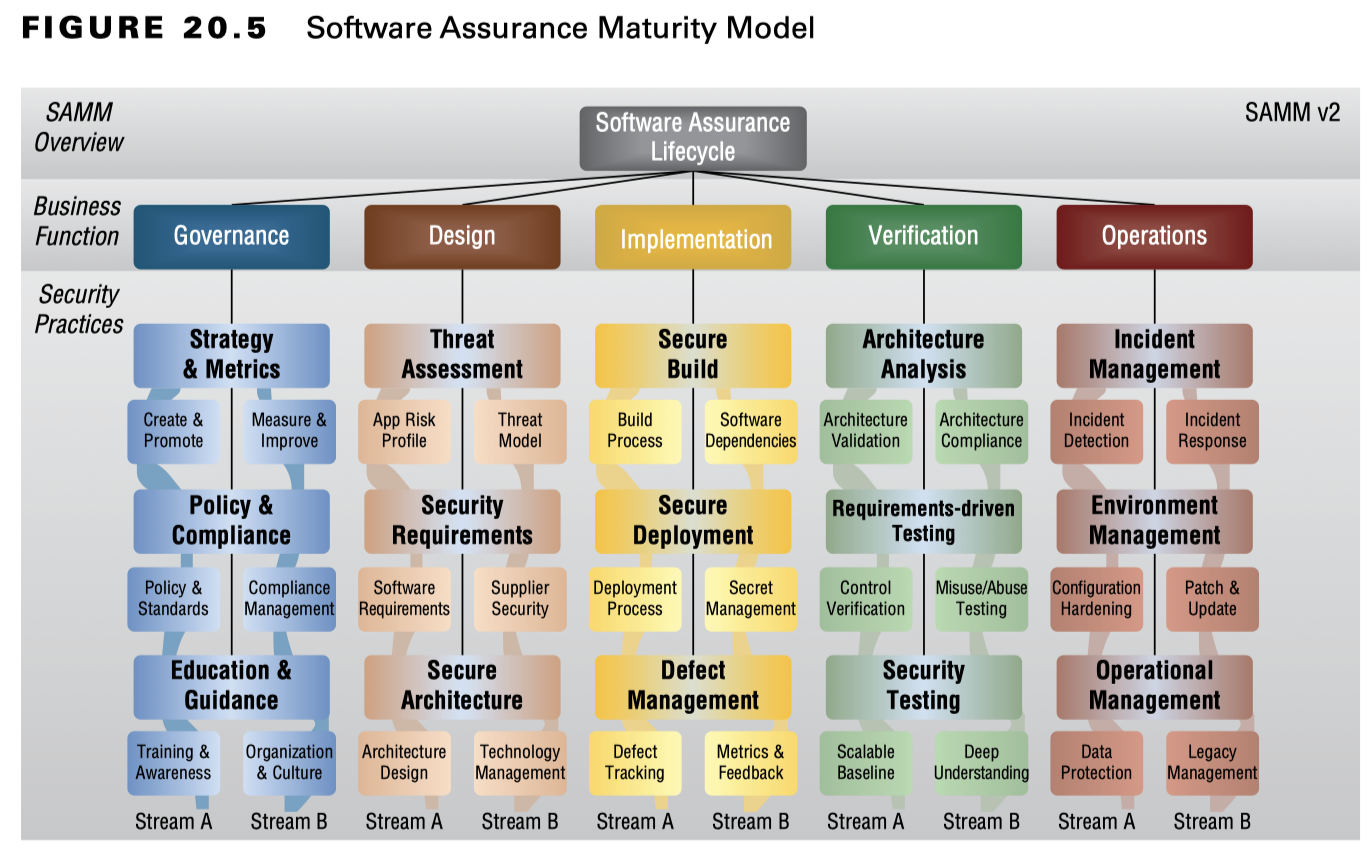 FIGURE 20.5 Software Assurance Maturity Model
SAMM
Overview
Software Assurance
Lifecycle
SAMM v2
Business
Function
Governance
Design
Implementation
Verification
Operations
Security
Practices
Strategy
& Metrics
Threat
Assessment
Secure
Build
Architecture
Analysis
Incident
Management
Create &
Promote
Measure &
Improve
App Risk
Profile
Threat
Model
Build
Process
Software
Dependencies
Architecture
Validation
Architecture
Compliance
Incident
Detection
Incident
Response
Policy &
Compliance
Security
Requirements
Secure
Deployment
Requirements-driven
Testing
Environment
Management
Policy &
Standards
Compliance
Management
Software
Requirements
Supplier
Security
Deployment
Process
Secret
Management
Control
Verification
Misuse/Abuse
Testing
Configuration
Hardening
Patch &
Update
Education &
Guidance
Secure
Architecture
Defect
Management
Security
Testing
Operational
Management
Training &
Awareness
Organization
& Culture
Architecture
Design
Technology
Management
Defect
Tracking
Metrics &
Feedback
Scalable
Baseline
Deep
Understanding
Data
Protection
Legacy
Management
Stream A
Stream B
Stream A
Stream B
Stream A
Stream B
Stream A
Stream B
Stream A
Stream B